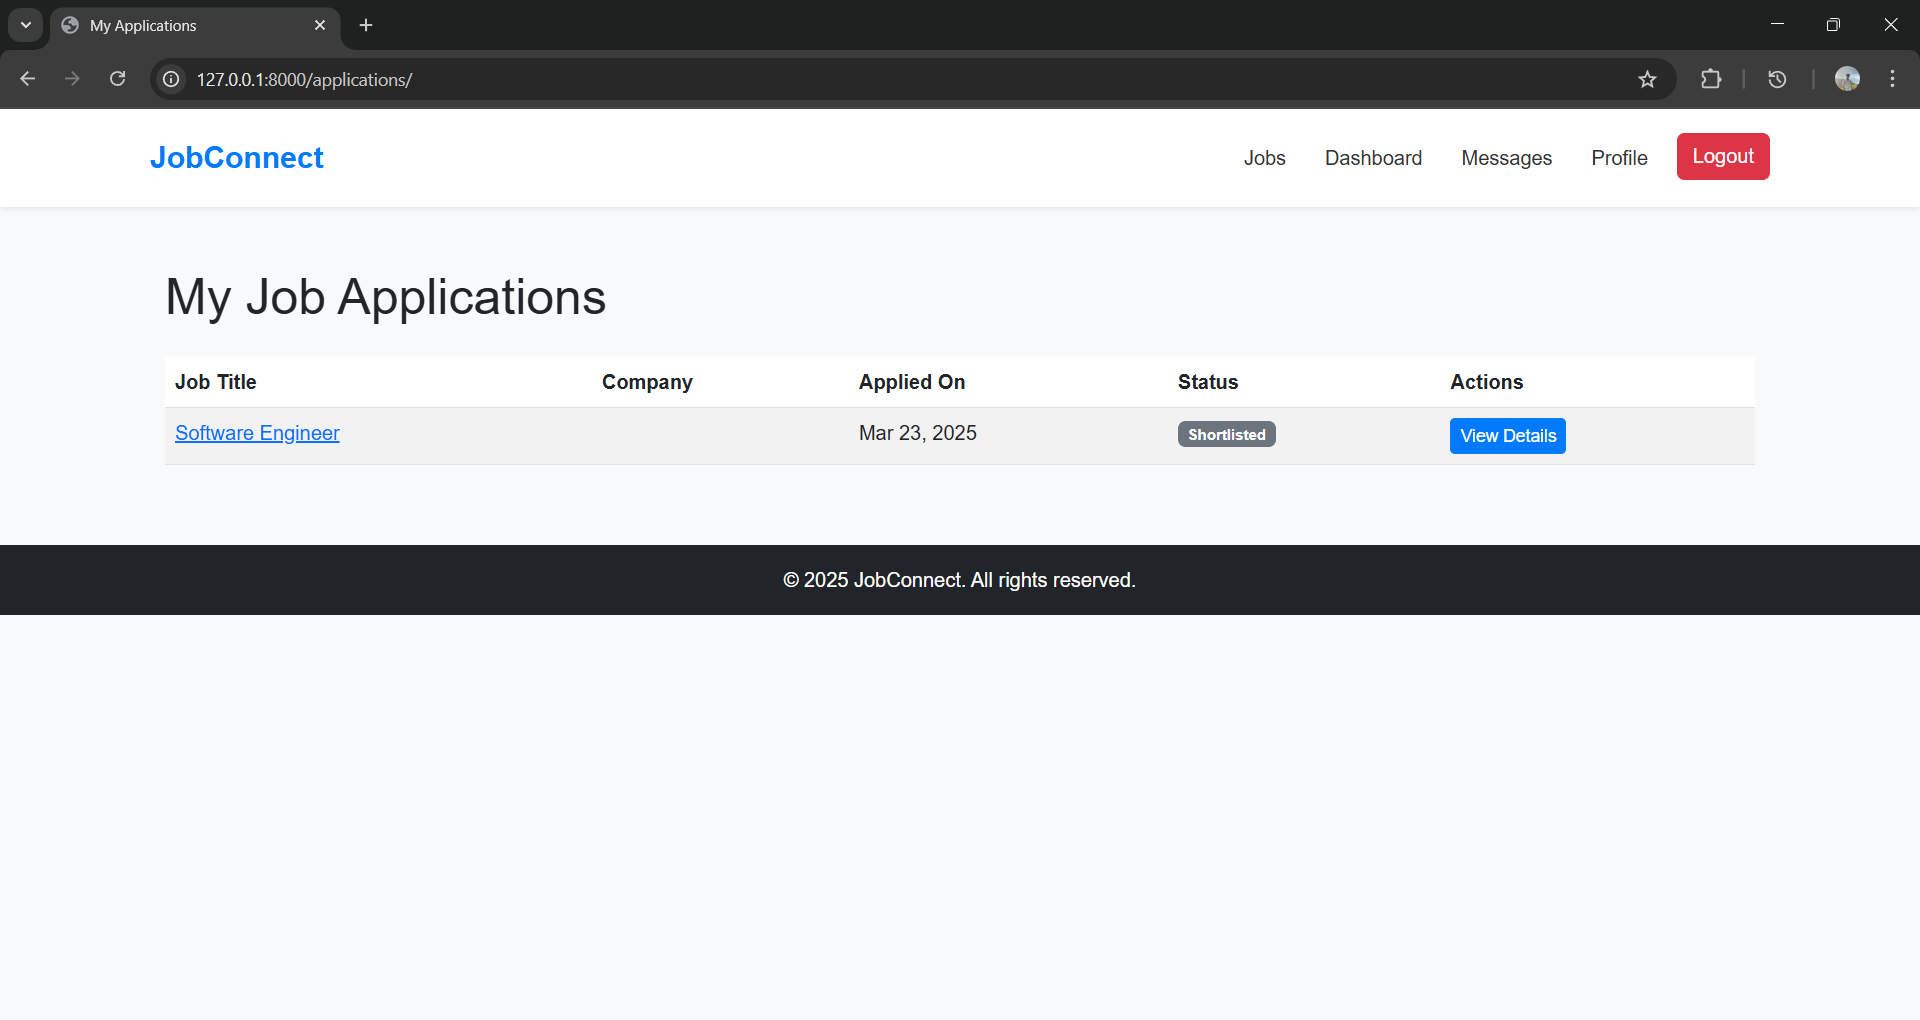 My Applications
127.0.0.1:8000/applications/
JobConnect
Jobs Dashboard Messages Profile Logout
My Job Applications
Job Title Company Applied On Status Actions
Software Engineer Mar 23, 2025 Shortlisted View Details
© 2025 JobConnect. All rights reserved.